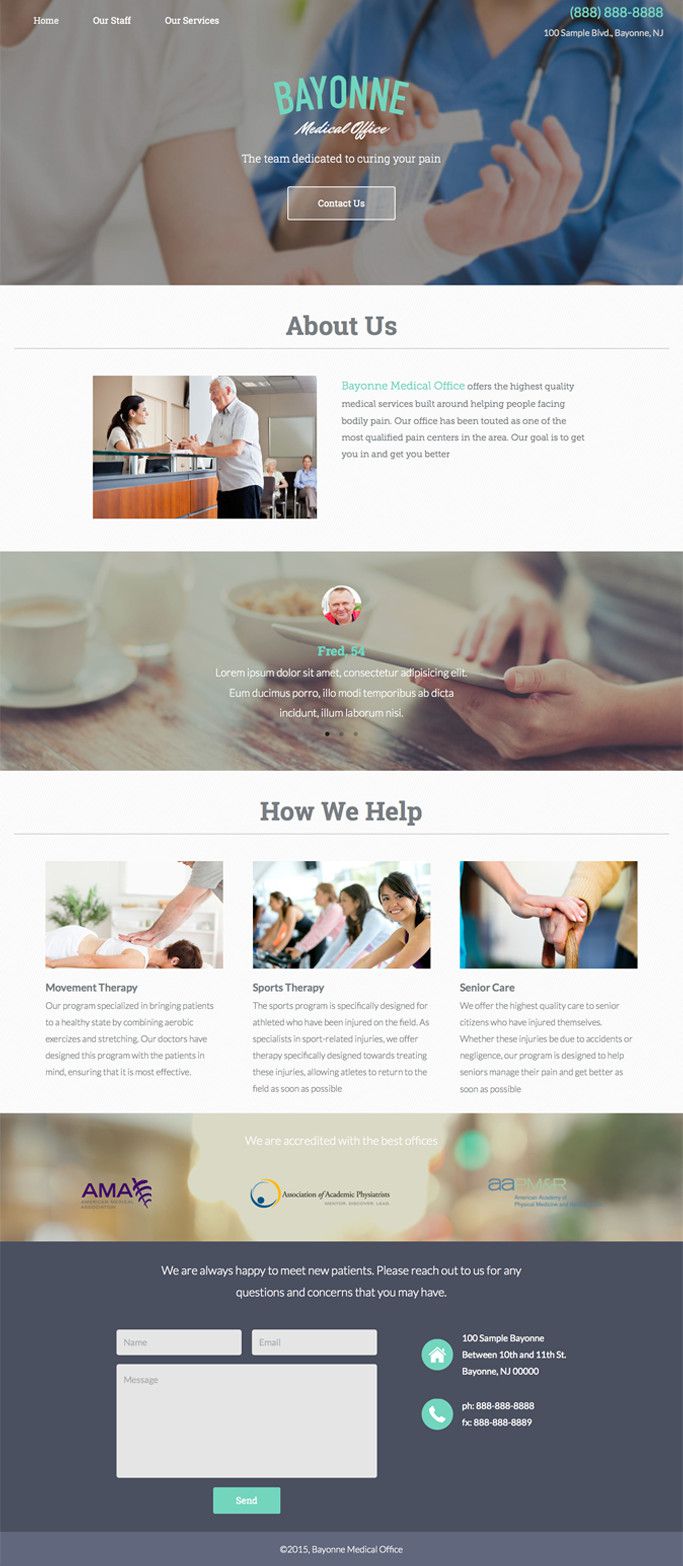 Home Our Staff Our Services
(888) 888-8888
100 Sample Blvd., Bayonne, NJ
BAYONNE
Medical Office
The team dedicated to curing your pain
Contact Us
About Us
Bayonne Medical Office offers the highest quality
medical services built around helping people facing
bodily pain. Our office has been touted as one of the
most qualified pain centers in the area. Our goal is to get
you in and get you better
Fred, 54
Lorem ipsum dolor sit amet, consectetur adipisicing elit.
Eum ducimus porro, illo modi temporibus ab dicta
incidunt, illum laborum nisi.
How We Help
Movement Therapy
Our program specialized in bringing patients
to a healthy state by combining aerobic
exercizes and stretching. Our doctors have
designed this program with the patients in
mind, ensuring that it is most effective.
Sports Therapy
The sports program is specifically designed for
athleted who have been injured on the field. As
specialists in sport-related injuries, we offer
therapy specifically designed towards treating
these injuries, allowing atletes to return to the
field as soon as possible
Senior Care
We offer the highest quality care to senior
citizens who have injured themselves.
Whether these injuries be due to accidents or
negligence, our program is designed to help
seniors manage their pain and get better as
soon as possible
We are accredited with the best offices
AMA
AMERICAN MEDICAL
ASSOCIATION
Association of Academic Physiatrists
MENTOR. DISCOVER. LEAD.
aaPM&R
American Academy of
Physical Medicine and
We are always happy to meet new patients. Please reach out to us for any
questions and concerns that you may have.
Name Email
Message
Send
100 Sample Bayonne
Between 10th and 11th St.
Bayonne, NJ 00000
ph: 888-888-8888
fx: 888-888-8889
©2015, Bayonne Medical Office